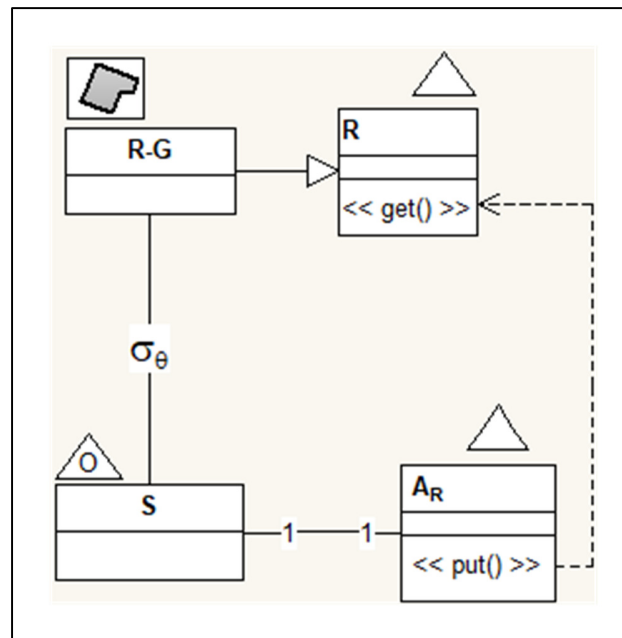 R-G
R
<< get() >>
σθ
O
S
1
1
AR
<< put() >>